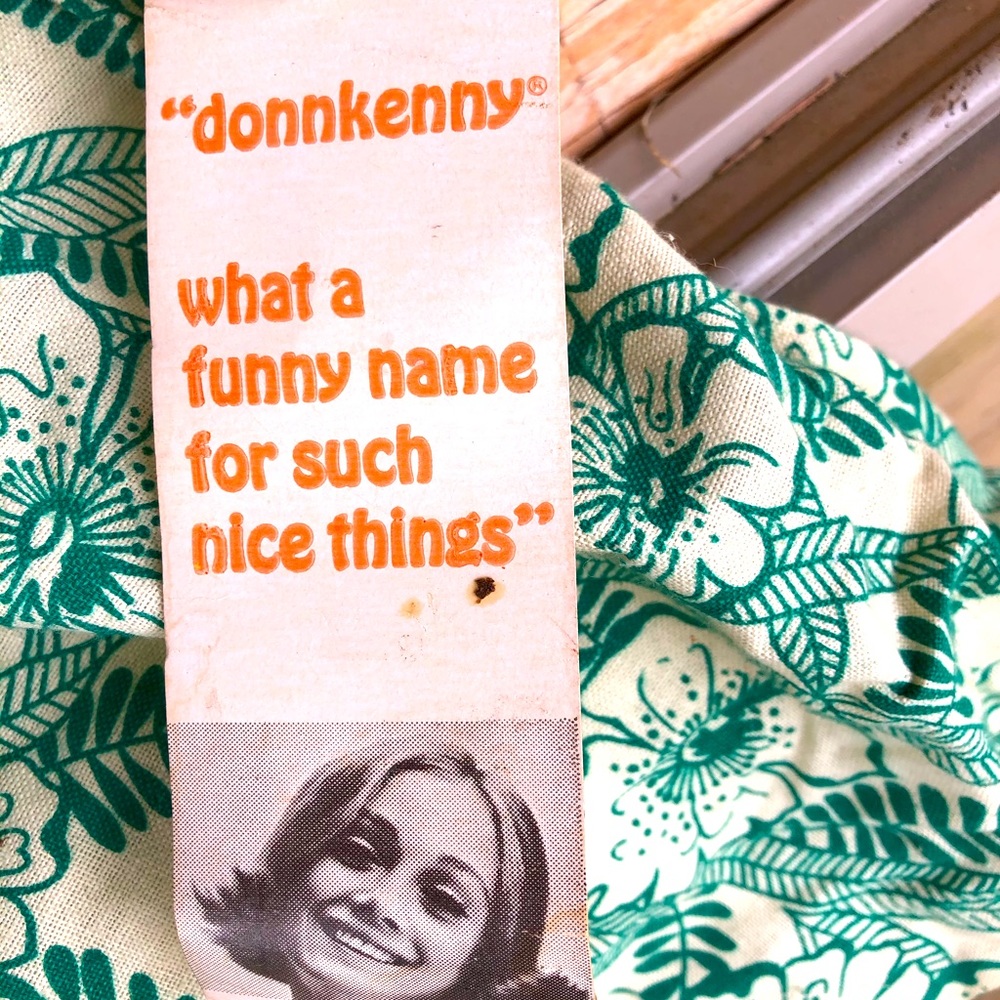 “donnkenny®
what a
funny name
for such
nice things”